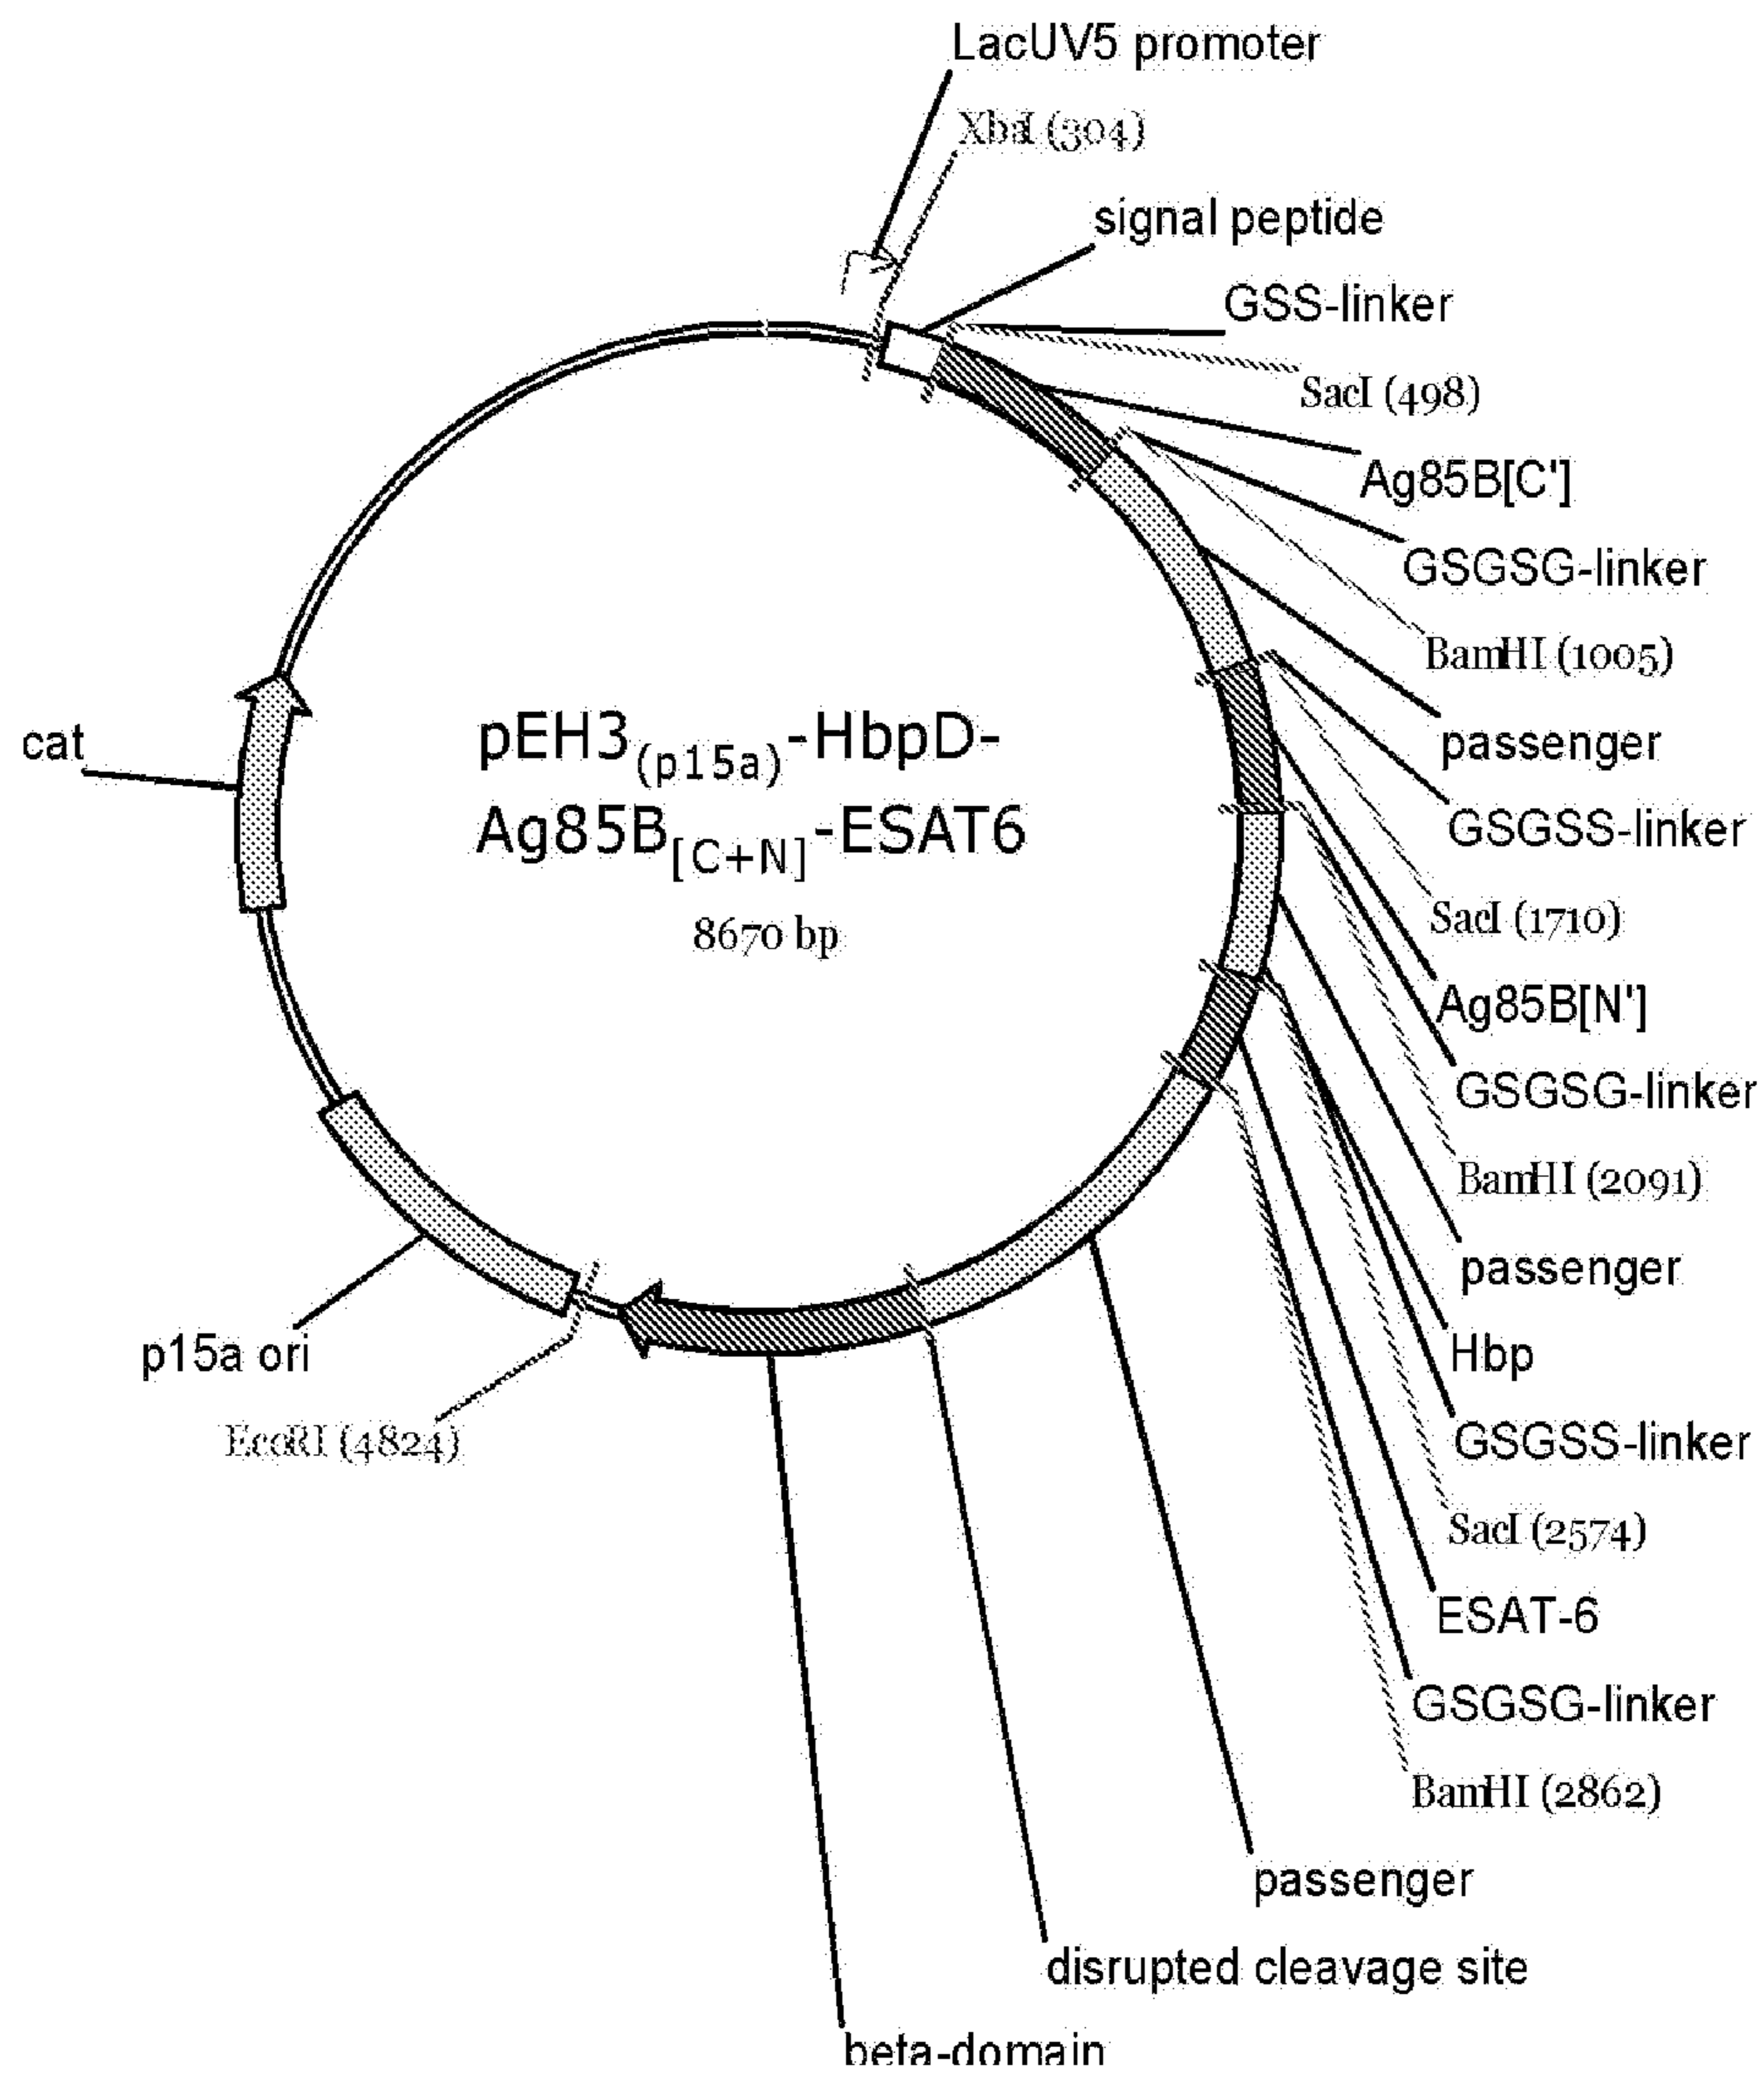 LacUV5 promoter
XbaI (304)
signal peptide
GSS-linker
SacI (498)
Ag85B[C']
GSGSG-linker
BamHI (1005)
passenger
GSGSS-linker
SacI (1710)
Ag85B[N']
GSGSG-linker
BamHI (2091)
passenger
Hbp
GSGSS-linker
SacI (2574)
ESAT-6
GSGSG-linker
BamHI (2862)
passenger
disrupted cleavage site
beta-domain
EcoRI (4824)
p15a ori
cat
pEH3(p15a)-HbpD-
Ag85B[C+N]-ESAT6
8670 bp